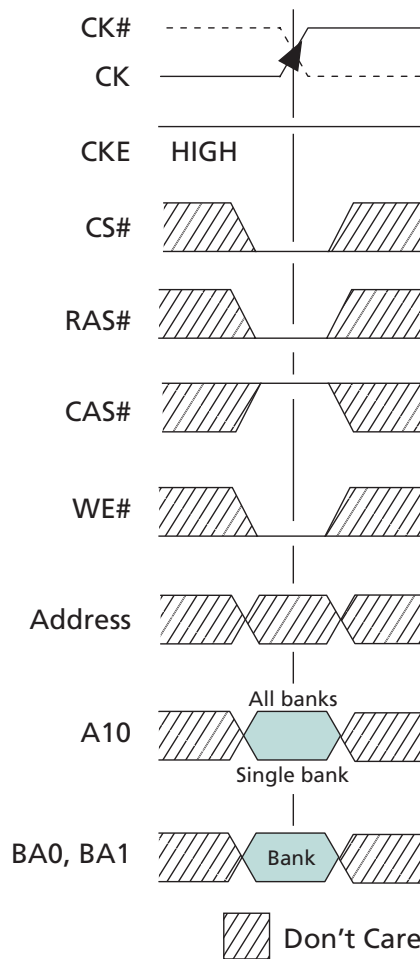 CK#
CK
CKE HIGH
CS#
RAS#
CAS#
WE#
Address
All banks
A10
Single bank
BA0, BA1 Bank
Don't Care